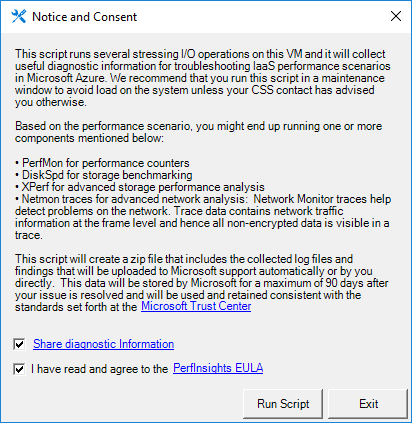 Notice and Consent
This script runs several stressing I/O operations on this VM and it will collect
useful diagnostic information for troubleshooting IaaS performance scenarios
in Microsoft Azure. We recommend that you run this script in a maintenance
window to avoid load on the system unless your CSS contact has advised
you otherwise.
Based on the performance scenario, you might end up running one or more
components mentioned below:
• PerfMon for performance counters
• DiskSpd for storage benchmarking
• XPerf for advanced storage performance analysis
• Netmon traces for advanced network analysis:  Network Monitor traces help
detect problems on the network. Trace data contains network traffic
information at the frame level and hence all non-encrypted data is visible in a
trace.
This script will create a zip file that includes the collected log files and
findings that will be uploaded to Microsoft support automatically or by you
directly.  This data will be stored by Microsoft for a maximum of 90 days after
your issue is resolved and will be used and retained consistent with the
standards set forth at the Microsoft Trust Center
Share diagnostic Information
I have read and agree to the PerfInsights EULA
Run Script Exit